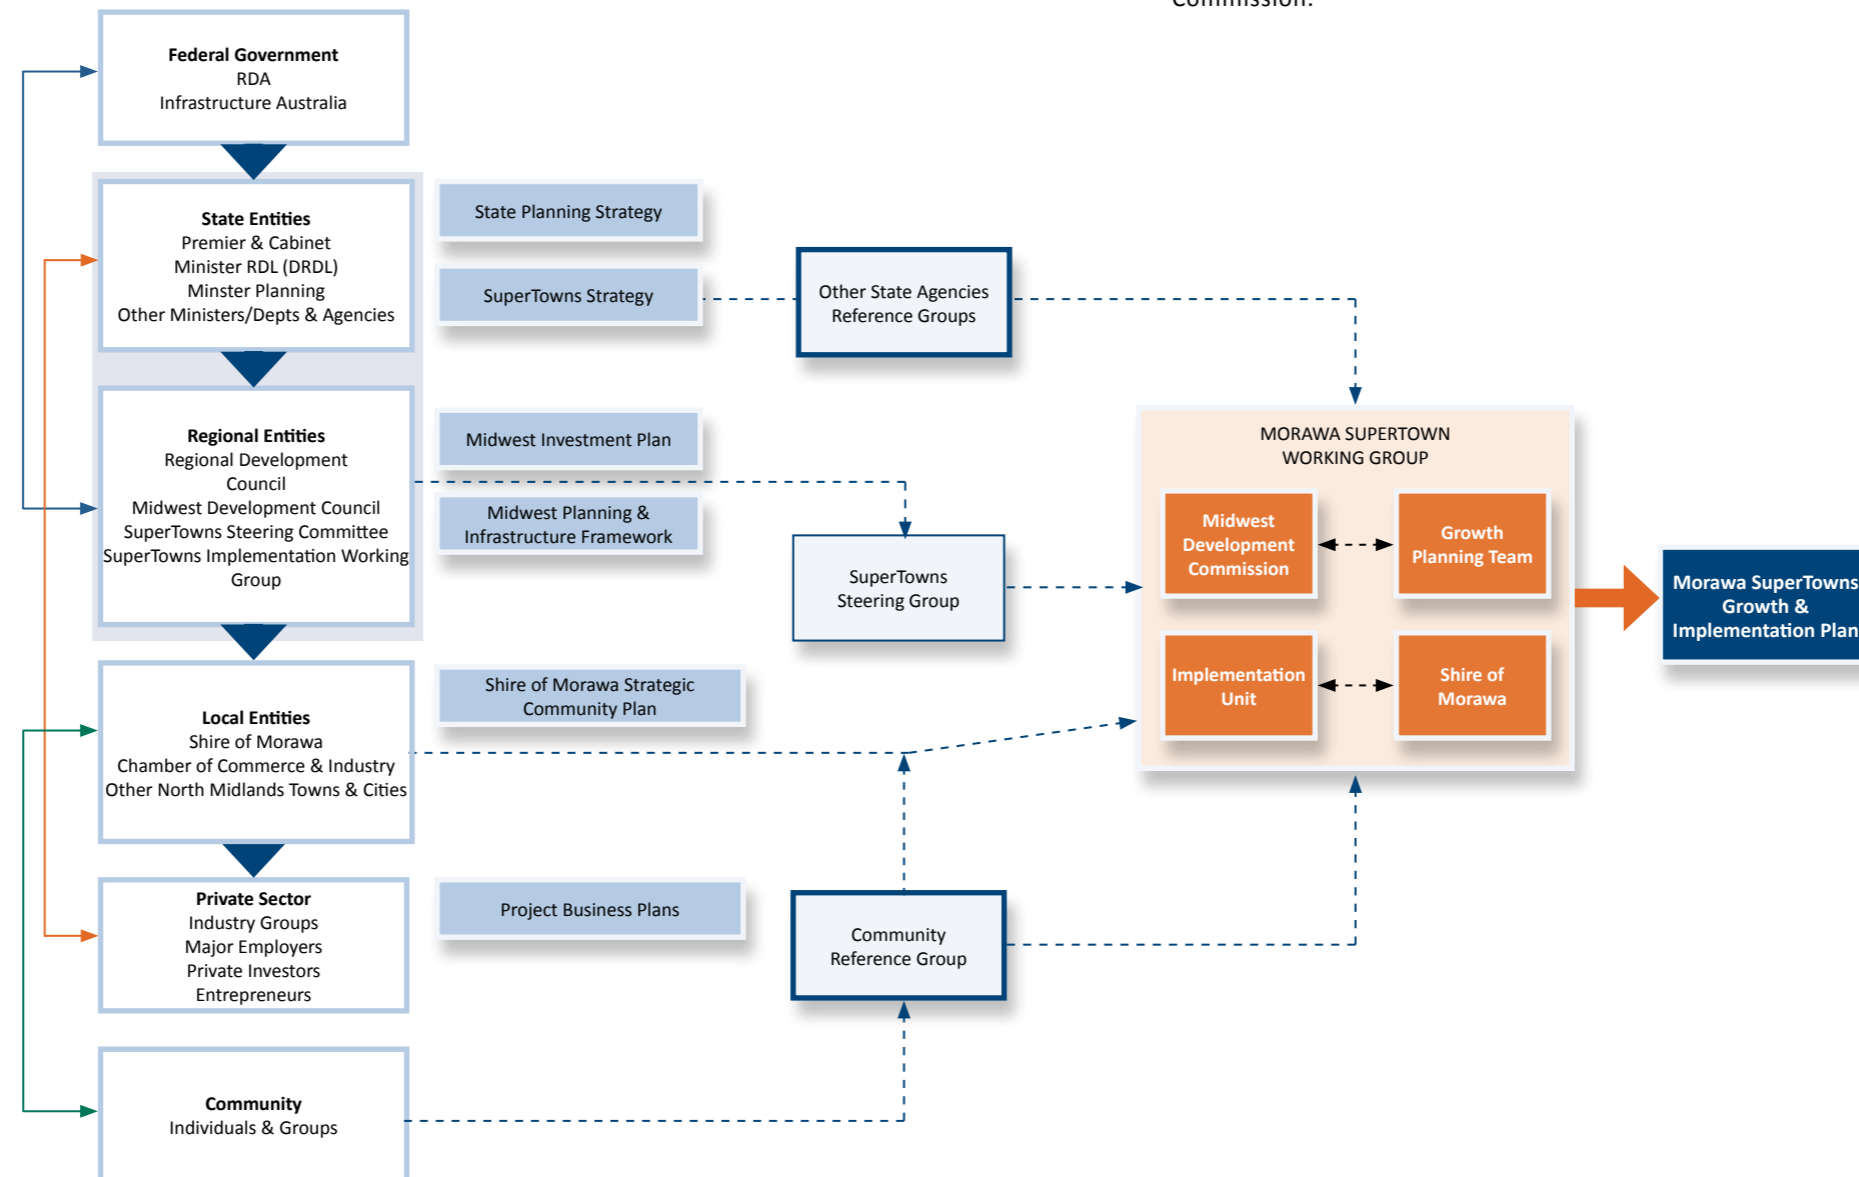 Commission.
Federal Government
RDA
Infrastructure Australia
State Entities
Premier & Cabinet
Minister RDL (DRDL)
Minster Planning
Other Ministers/Depts & Agencies
State Planning Strategy
SuperTowns Strategy
Other State Agencies
Reference Groups
Regional Entities
Regional Development
Council
Midwest Development Council
SuperTowns Steering Committee
SuperTowns Implementation Working
Group
Midwest Investment Plan
Midwest Planning &
Infrastructure Framework
SuperTowns
Steering Group
MORAWA SUPERTOWN
WORKING GROUP
Midwest
Development
Commission
Growth
Planning Team
Implementation
Unit
Shire of
Morawa
Morawa SuperTowns
Growth &
Implementation Plan
Local Entities
Shire of Morawa
Chamber of Commerce & Industry
Other North Midlands Towns & Cities
Shire of Morawa Strategic
Community Plan
Private Sector
Industry Groups
Major Employers
Private Investors
Entrepreneurs
Project Business Plans
Community
Reference Group
Community
Individuals & Groups